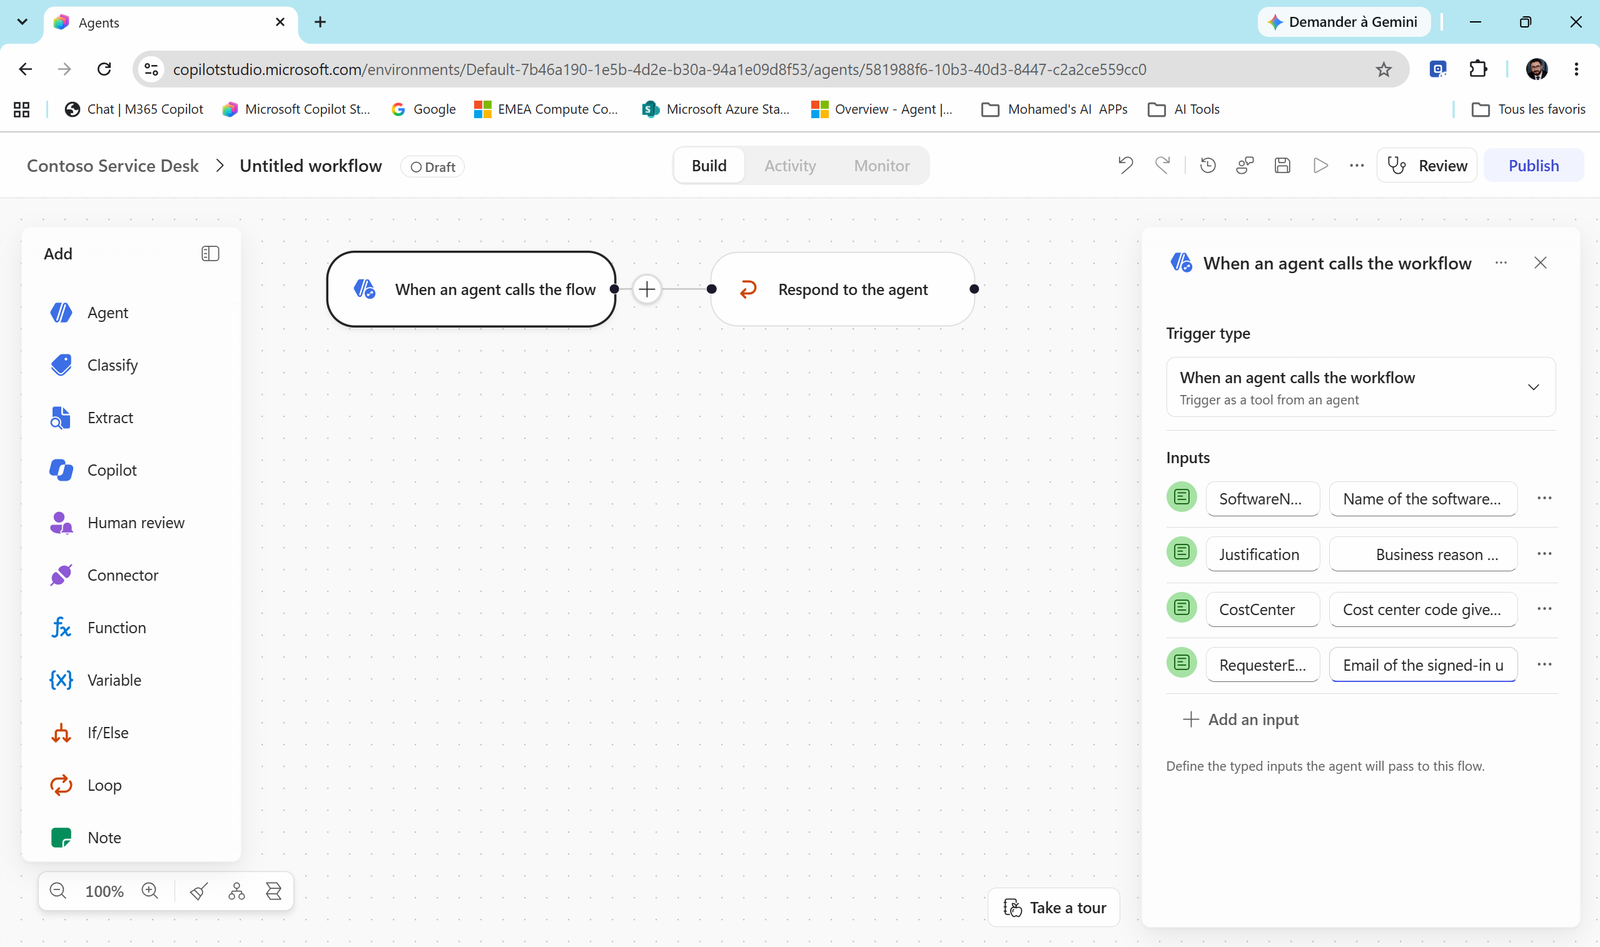 Agents
Demander à Gemini
copilotstudio.microsoft.com/environments/Default-7b46a190-1e5b-4d2e-b30a-94a1e09d8f53/agents/581988f6-10b3-40d3-8447-c2a2ce559cc0
Chat | M365 Copilot
Microsoft Copilot St...
Google
EMEA Compute Co...
Microsoft Azure Sta...
Overview - Agent |...
Mohamed's AI APPs
AI Tools
Tous les favoris
Contoso Service Desk > Untitled workflow
Draft
Build
Activity
Monitor
Review
Publish
Add
Agent
Classify
Extract
Copilot
Human review
Connector
Function
Variable
If/Else
Loop
Note
100%
When an agent calls the flow
Respond to the agent
Take a tour
When an agent calls the workflow
Trigger type
When an agent calls the workflow
Trigger as a tool from an agent
Inputs
SoftwareN... Name of the software...
Justification Business reason ...
CostCenter Cost center code give...
RequesterE... Email of the signed-in u
Add an input
Define the typed inputs the agent will pass to this flow.